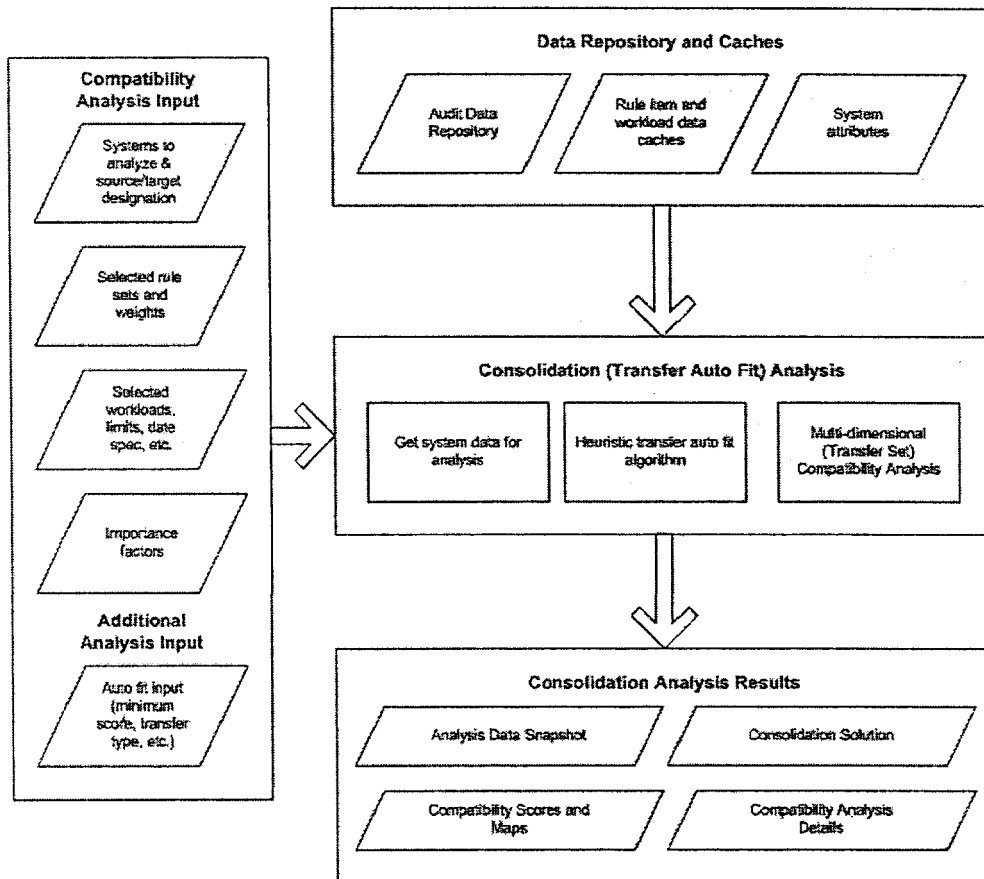 Compatibility
Analysis Input
Systems to
analyze &
source/target
designation
Selected rule
sets and
weights
Selected
workloads,
limits, date
spec, etc.
Importance
factors
Additional
Analysis Input
Auto fit input
(minimum
score, transfer
type, etc.)
Data Repository and Caches
Audit Data
Repository
Rule item and
workload data
caches
System
attributes
Consolidation (Transfer Auto Fit) Analysis
Get system data for
analysis
Heuristic transfer auto fit
algorithm
Multi-dimensional
(Transfer Set)
Compatibility Analysis
Consolidation Analysis Results
Analysis Data Snapshot
Consolidation Solution
Compatibility Scores and
Maps
Compatibility Analysis
Details